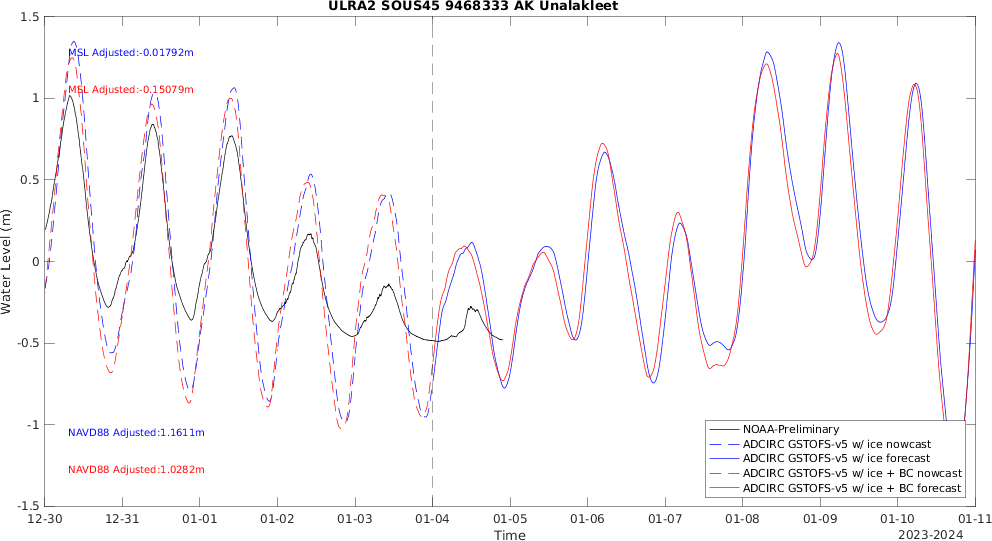 ULRA2 SOUS45 9468333 AK Unalakleet
1.5
1
0.5
0
-0.5
-1
-1.5
Water Level (m)
MSL Adjusted:-0.01792m
MSL Adjusted:-0.15079m
NAVD88 Adjusted:1.1611m
NAVD88 Adjusted:1.0282m
NOAA-Preliminary
ADCIRC GSTOFS-v5 w/ ice nowcast
ADCIRC GSTOFS-v5 w/ ice forecast
ADCIRC GSTOFS-v5 w/ ice + BC nowcast
ADCIRC GSTOFS-v5 w/ ice + BC forecast
12-30 12-31 01-01 01-02 01-03 01-04 01-05 01-06 01-07 01-08 01-09 01-10 01-11
Time
2023-2024